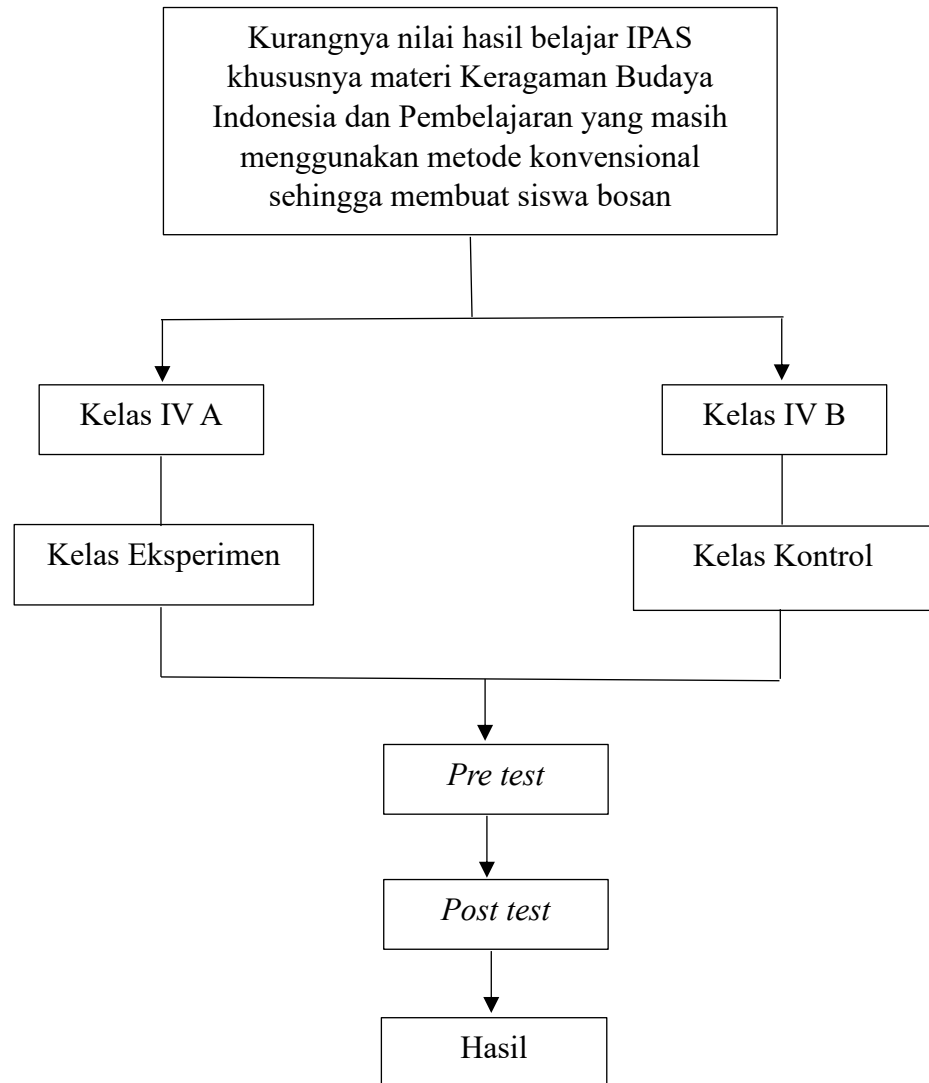 Kurangnya nilai hasil belajar IPAS
khususnya materi Keragaman Budaya
Indonesia dan Pembelajaran yang masih
menggunakan metode konvensional
sehingga membuat siswa bosan
Kelas IV A
Kelas IV B
Kelas Eksperimen
Kelas Kontrol
Pre test
Post test
Hasil